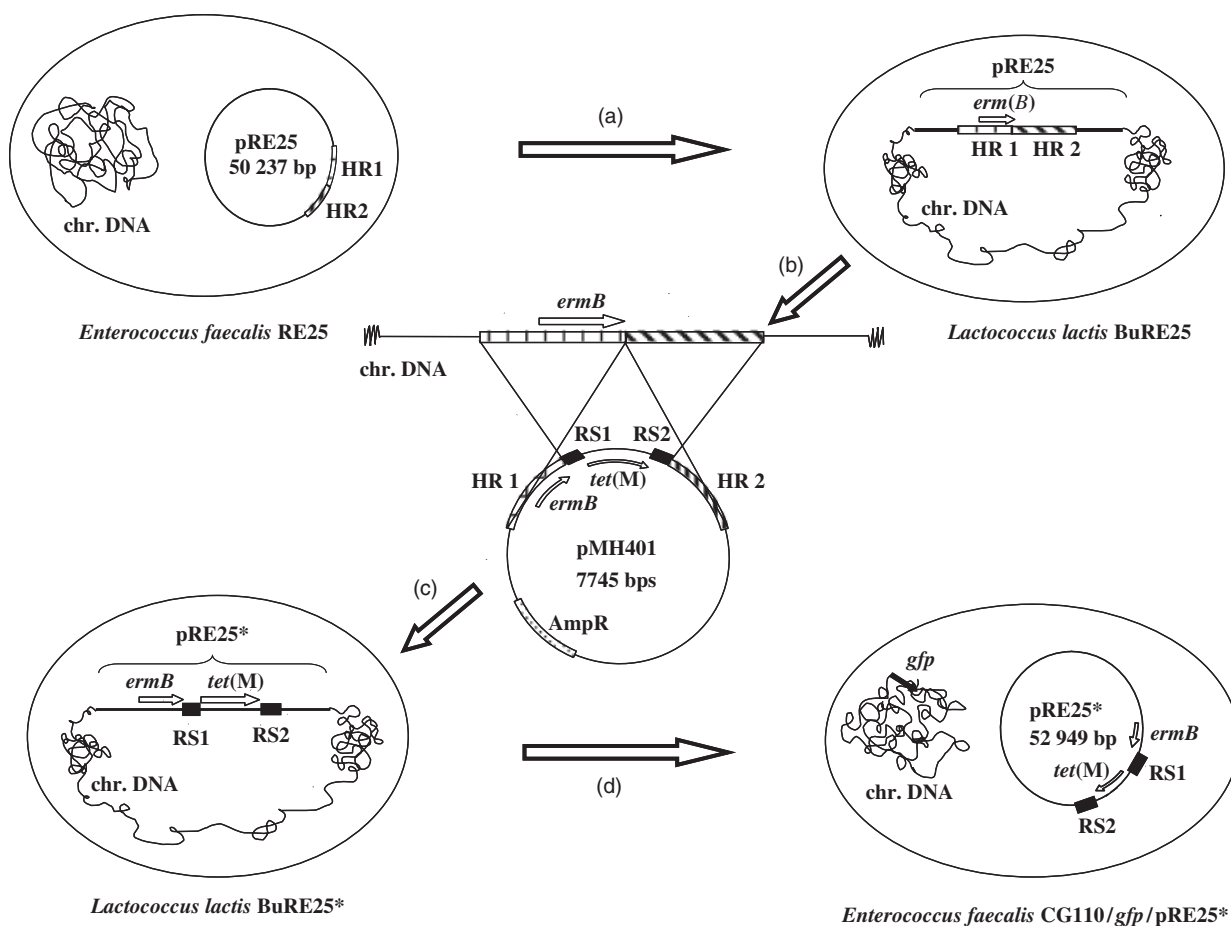 pRE25
50 237 bp
HR1
HR2
chr. DNA
Enterococcus faecalis RE25
(a)
pRE25
erm(B)
HR 1 HR 2
chr. DNA
Lactococcus lactis BuRE25
(b)
ermB
chr. DNA
RS1 RS2
HR 1 HR 2
tet(M)
ermB
pMH401
7745 bps
AmpR
(c)
pRE25*
ermB tet(M)
RS1 RS2
chr. DNA
Lactococcus lactis BuRE25*
(d)
gfp
chr. DNA
pRE25*
52 949 bp
ermB
tet(M)
RS1
RS2
Enterococcus faecalis CG110/gfp/pRE25*